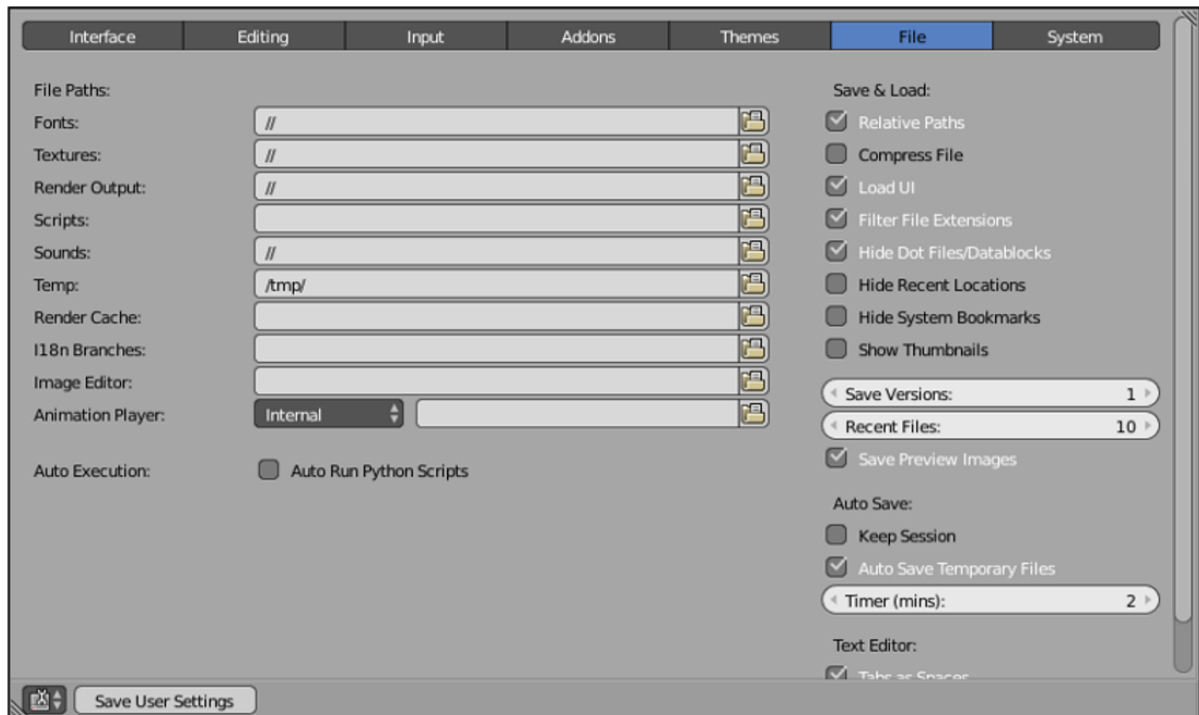 Interface Editing Input Addons Themes File System
File Paths:
Fonts: //
Textures: //
Render Output: //
Scripts:
Sounds: //
Temp: /tmp/
Render Cache:
I18n Branches:
Image Editor:
Animation Player: Internal
Auto Execution: Auto Run Python Scripts
Save & Load:
Relative Paths
Compress File
Load UI
Filter File Extensions
Hide Dot Files/Datablocks
Hide Recent Locations
Hide System Bookmarks
Show Thumbnails
Save Versions: 1
Recent Files: 10
Save Preview Images
Auto Save:
Keep Session
Auto Save Temporary Files
Timer (mins): 2
Text Editor:
Tabs as Spaces
Save User Settings